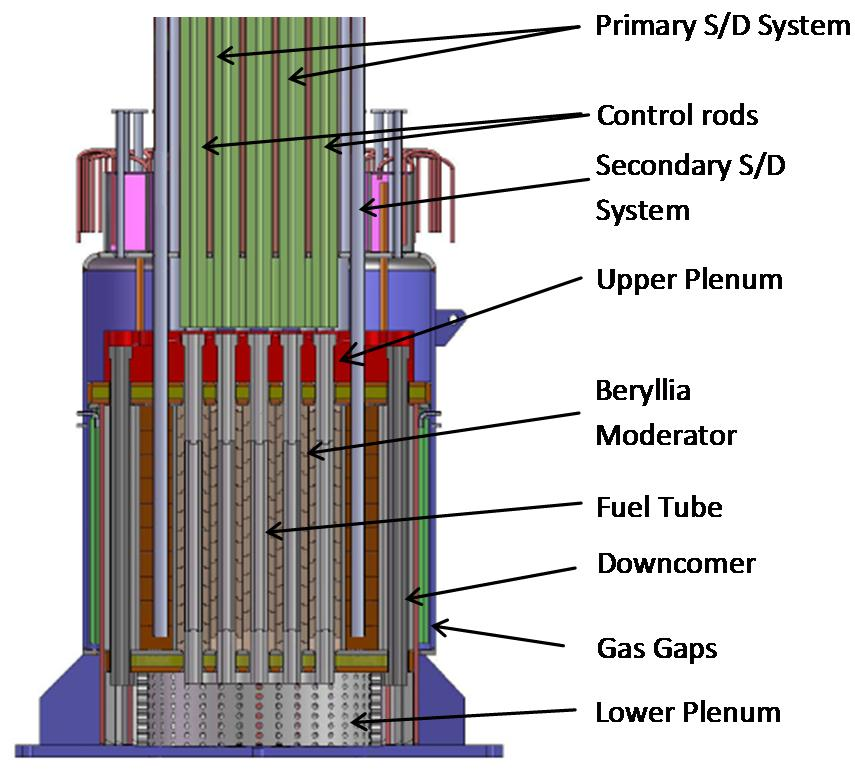 Primary S/D System
Control rods
Secondary S/D
System
Upper Plenum
Beryllia
Moderator
Fuel Tube
Downcomer
Gas Gaps
Lower Plenum